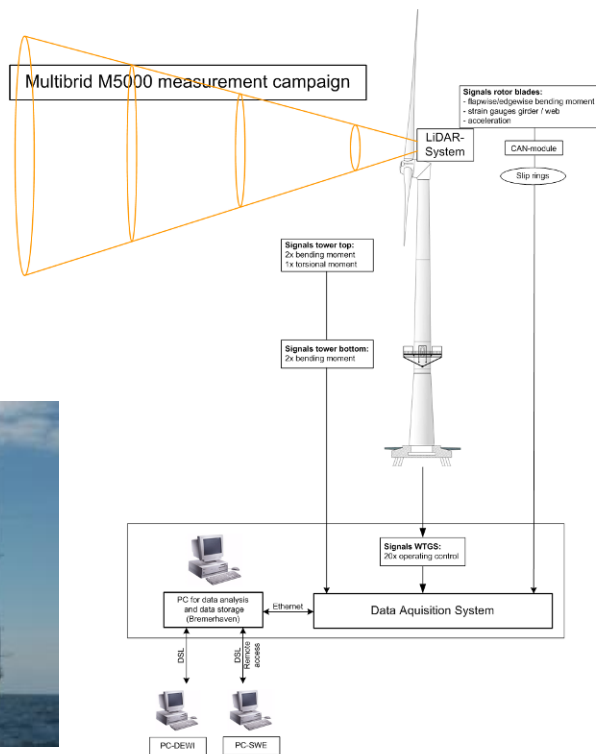 Multibrid M5000 measurement campaign
Signals rotor blades:
- flapwise/edgewise bending moment
- strain gauges girder / web
- acceleration
LiDAR-
System
CAN-module
Slip rings
Signals tower top:
2x bending moment
1x torsional moment
Signals tower bottom:
2x bending moment
Signals WTGS:
20x operating control
PC for data analysis
and data storage
(Bremerhaven)
Ethernet
Data Aquisition System
DSL
DSL
Remote
access
PC-DEWI
PC-SWE